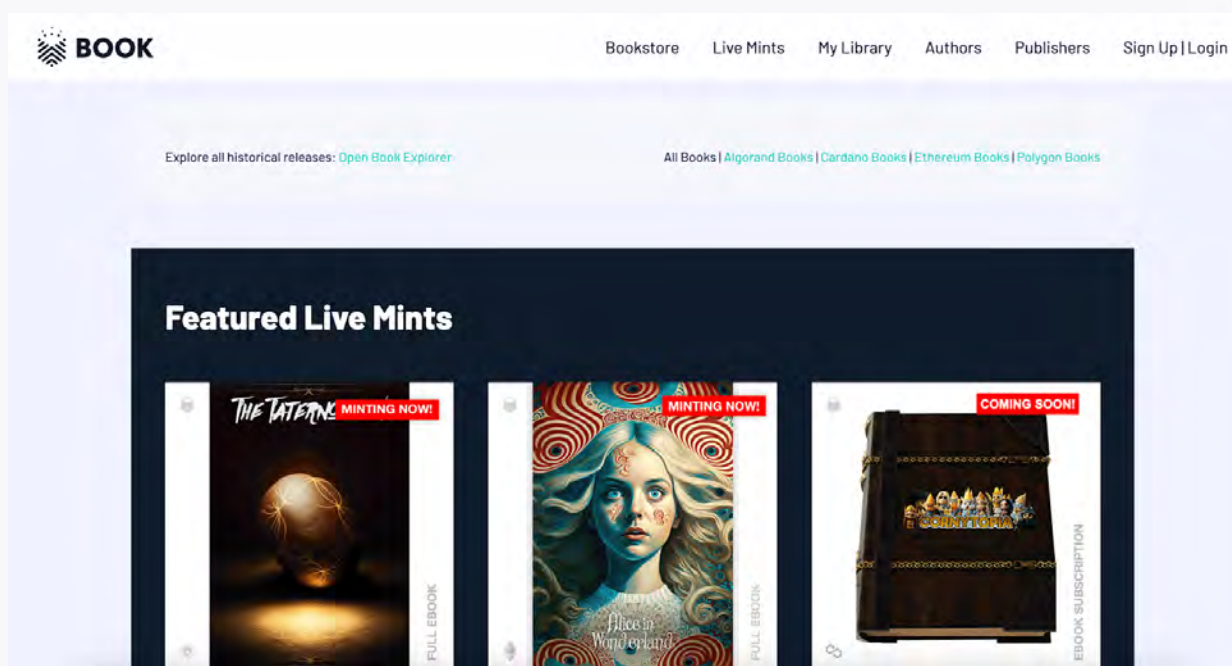 BOOK
Bookstore Live Mints My Library Authors Publishers Sign Up | Login
Explore all historical releases: Open Book Explorer
All Books | Algorand Books | Cardano Books | Ethereum Books | Polygon Books
Featured Live Mints
THE
MINTING NOW!
FULL EBOOK
MINTING NOW!
Alice in
Wonderland
FULL EBOOK
COMING SOON!
EBOOK SUBSCRIPTION